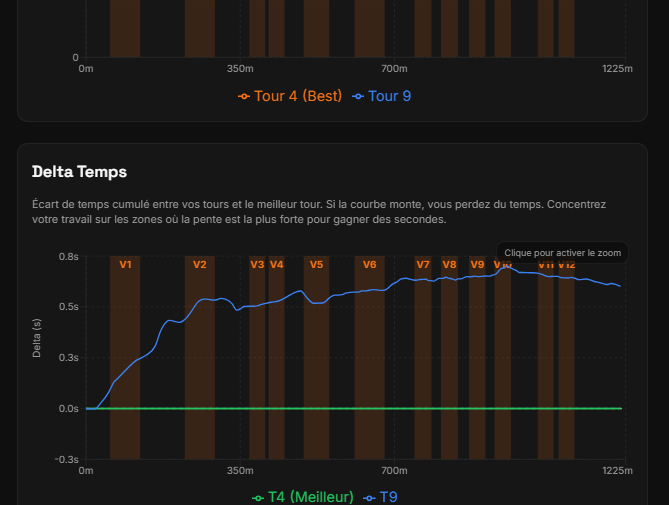 0
0m 350m 700m 1225m
Tour 4 (Best) Tour 9
Delta Temps
Écart de temps cumulé entre vos tours et le meilleur tour. Si la courbe monte, vous perdez du temps. Concentrez
votre travail sur les zones où la pente est la plus forte pour gagner des secondes.
Clique pour activer le zoom
0.8s
V1 V2 V3 V4 V5 V6 V7 V8 V9 V10 V11 V12
0.5s
Delta (s)
0.3s
0.0s
-0.3s
0m 350m 700m 1225m
T4 (Meilleur) T9